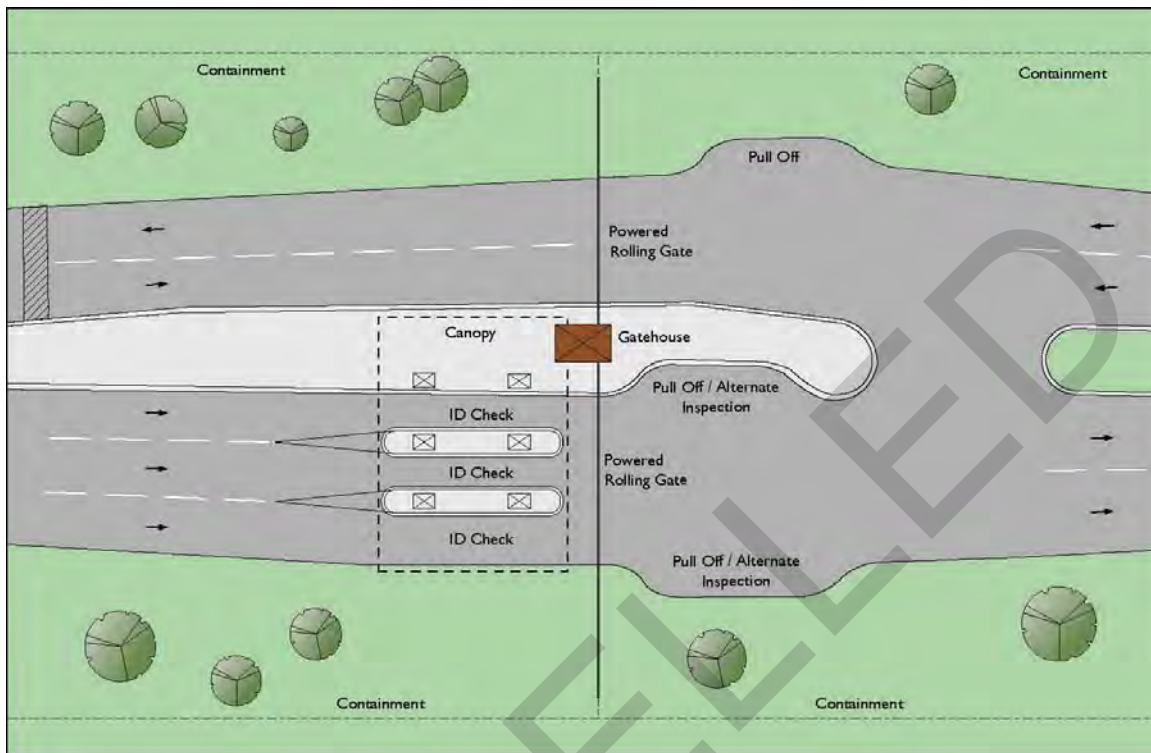 Containment
Containment
Pull Off
Powered
Rolling Gate
Canopy
Gatehouse
Pull Off / Alternate
Inspection
ID Check
ID Check
Powered
Rolling Gate
ID Check
Pull Off / Alternate
Inspection
Containment
Containment
ELLED